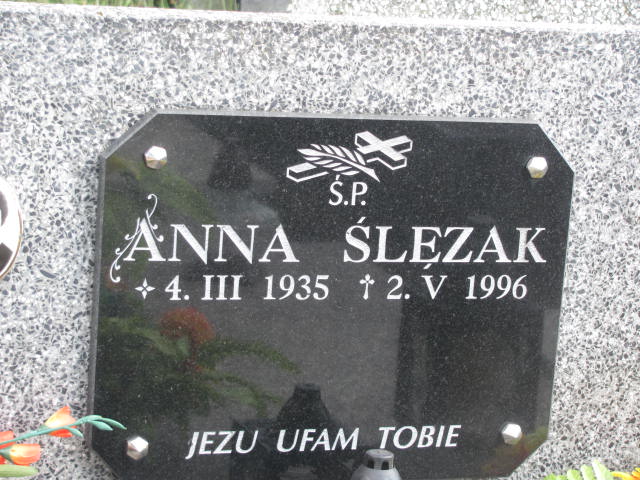 Ś.P.
ANNA ŚLĘZAK
✧ 4. III 1935 † 2. V 1996
JEZU UFAM TOBIE